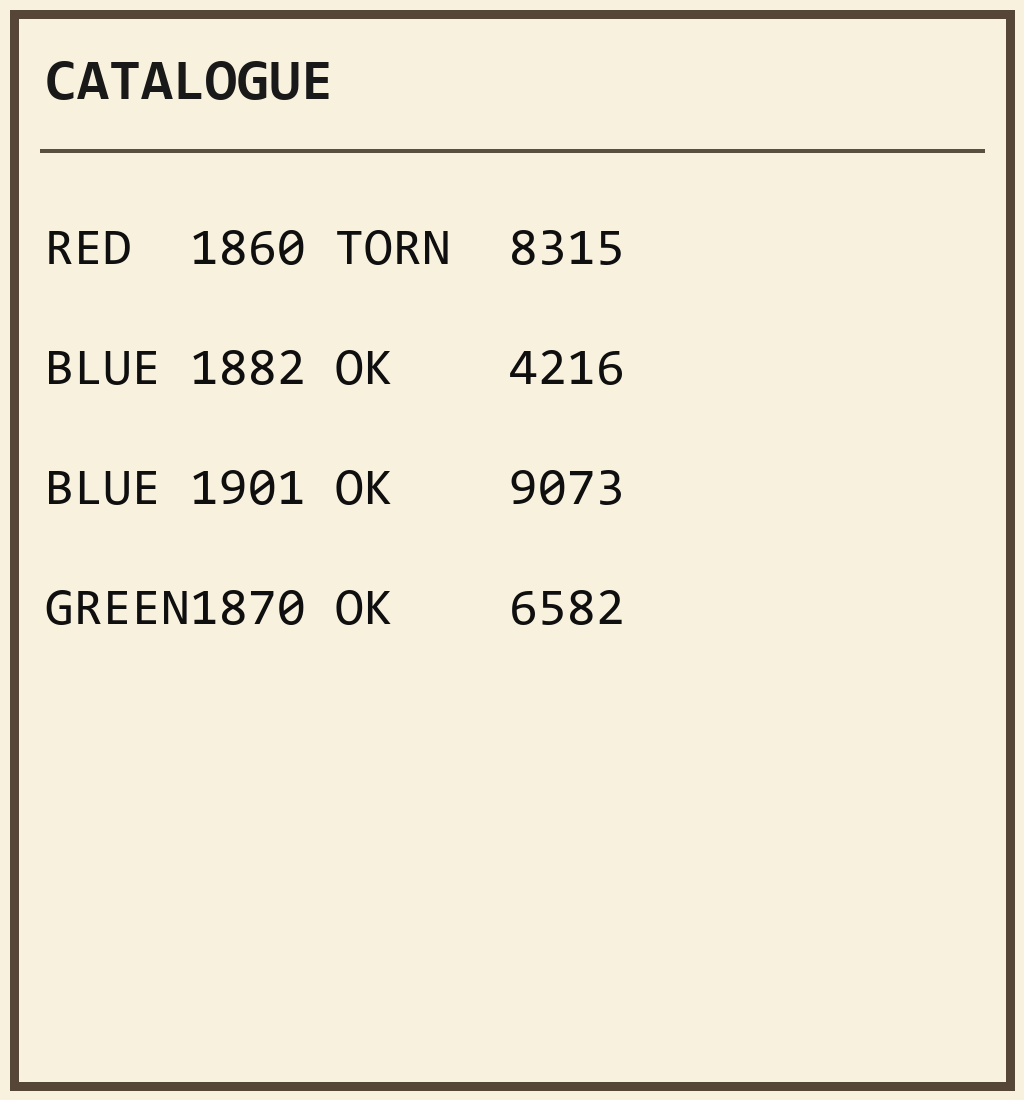 CATALOGUE
RED 1860 TORN 8315
BLUE 1882 OK 4216
BLUE 1901 OK 9073
GREEN1870 OK 6582